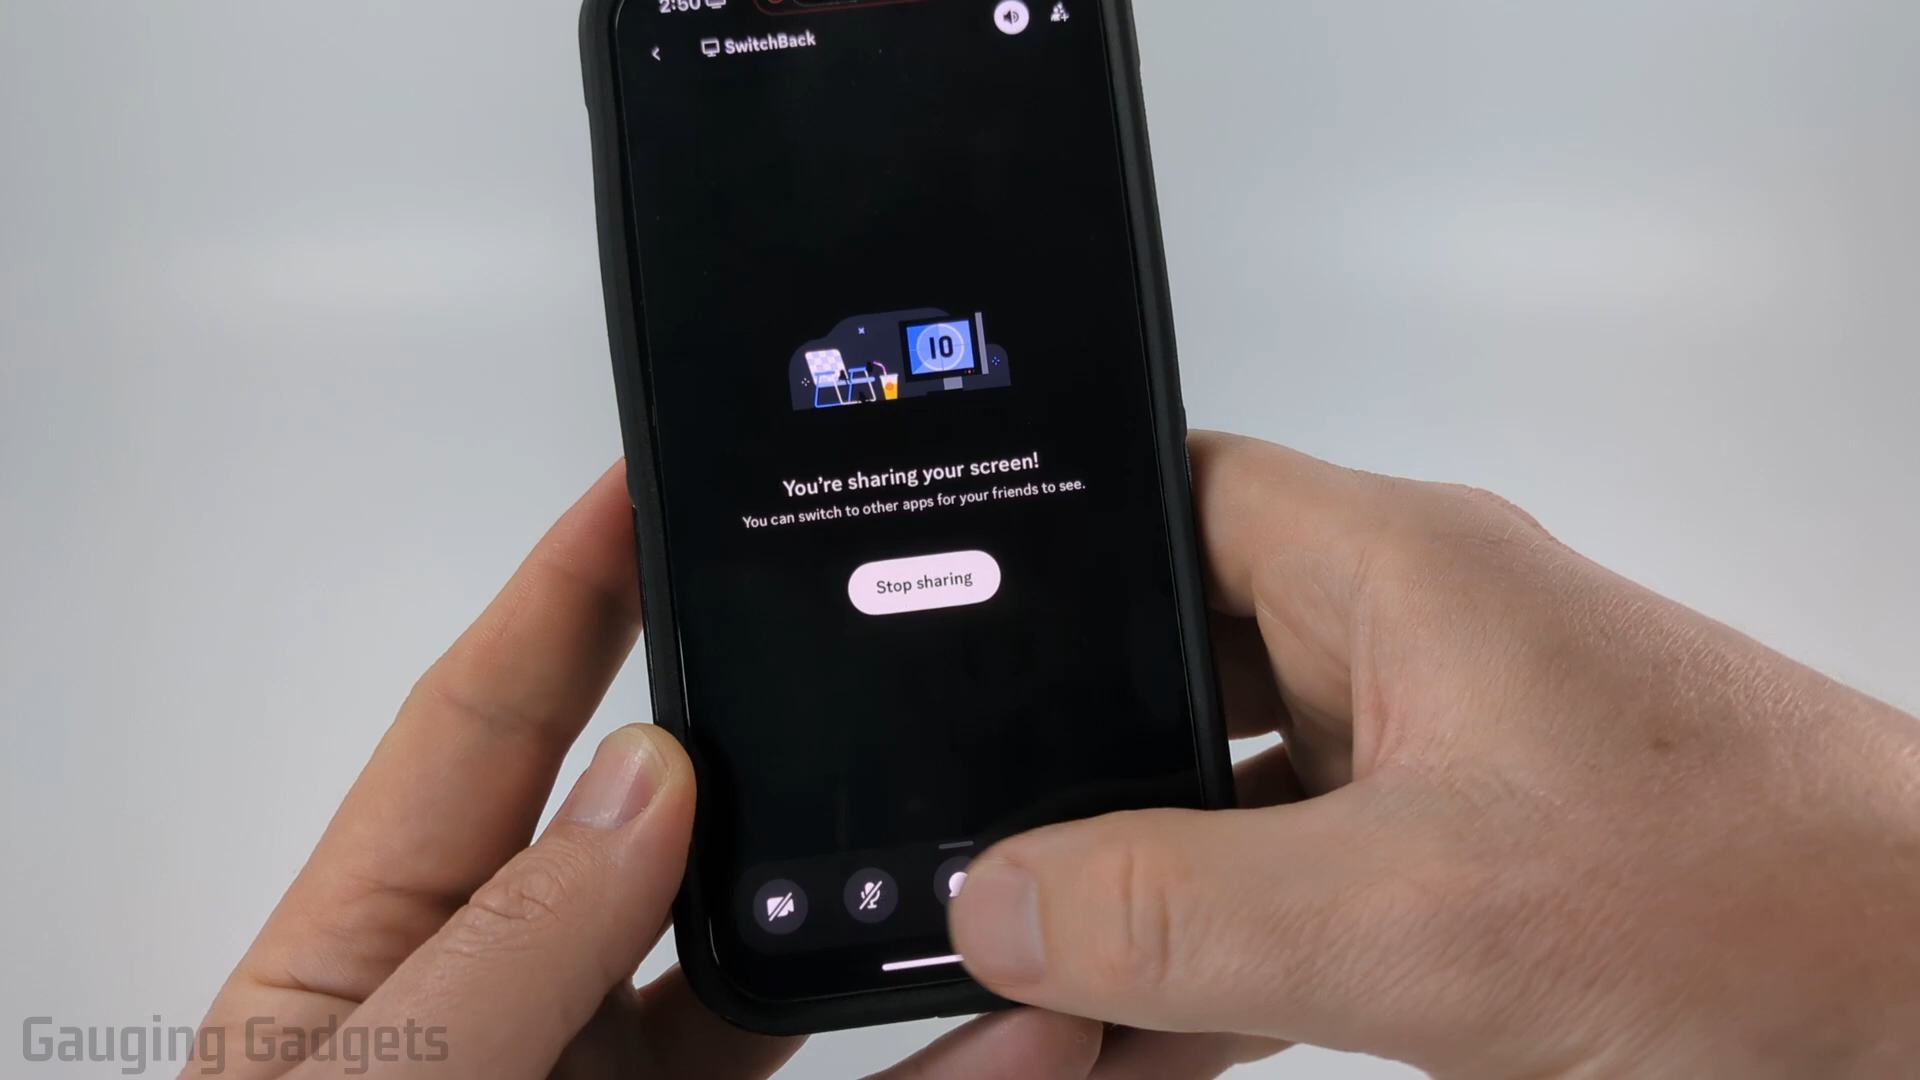 2:50
SwitchBack
10
You're sharing your screen!
You can switch to other apps for your friends to see.
Stop sharing
Gauging Gadgets